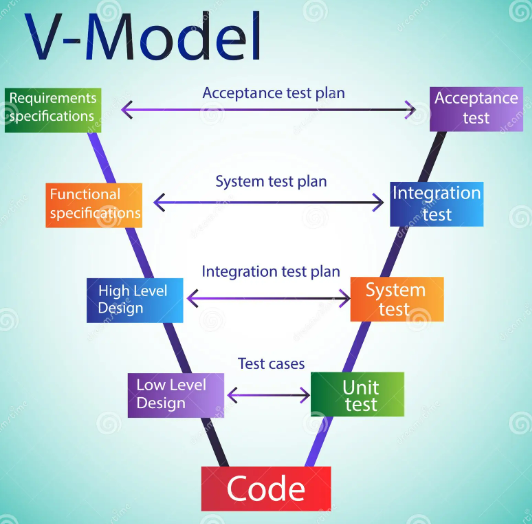 V-Model
Requirements
specifications
Acceptance test plan
Acceptance
test
Functional
specifications
System test plan
Integration
test
High Level
Design
Integration test plan
System
test
Low Level
Design
Test cases
Unit
test
Code